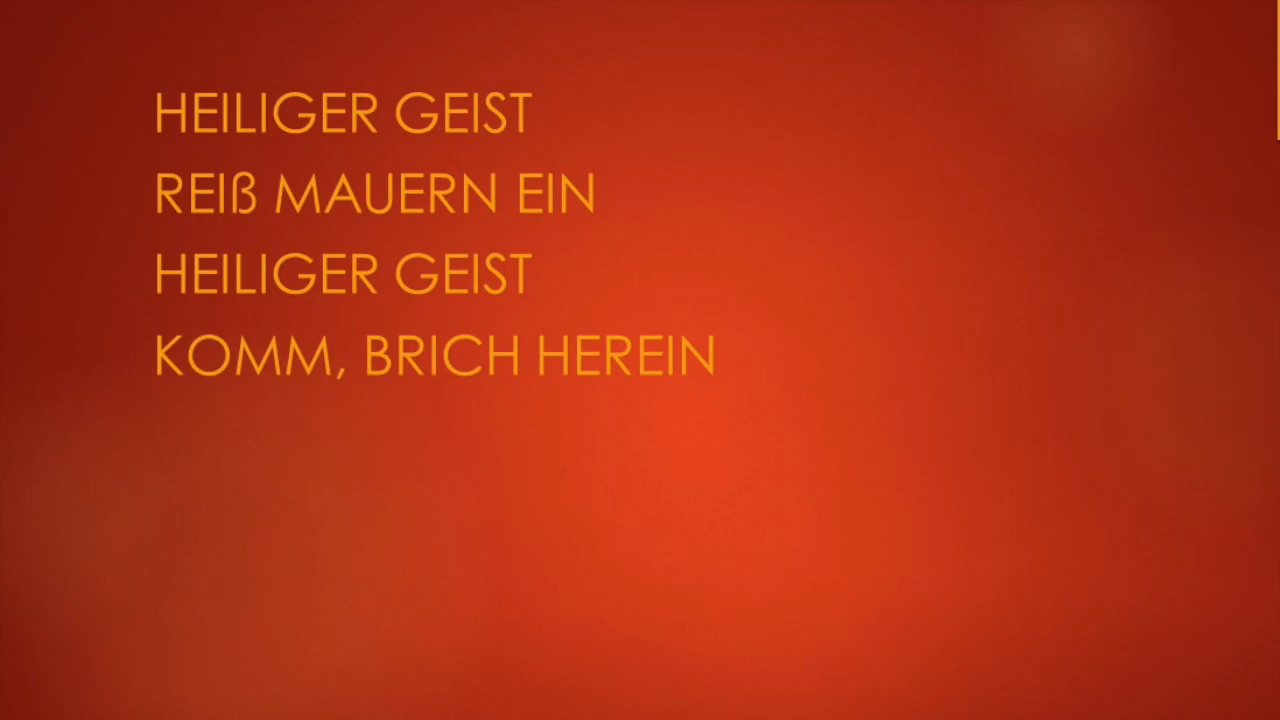 HEILIGER GEIST
REIß MAUERN EIN
HEILIGER GEIST
KOMM, BRICH HEREIN